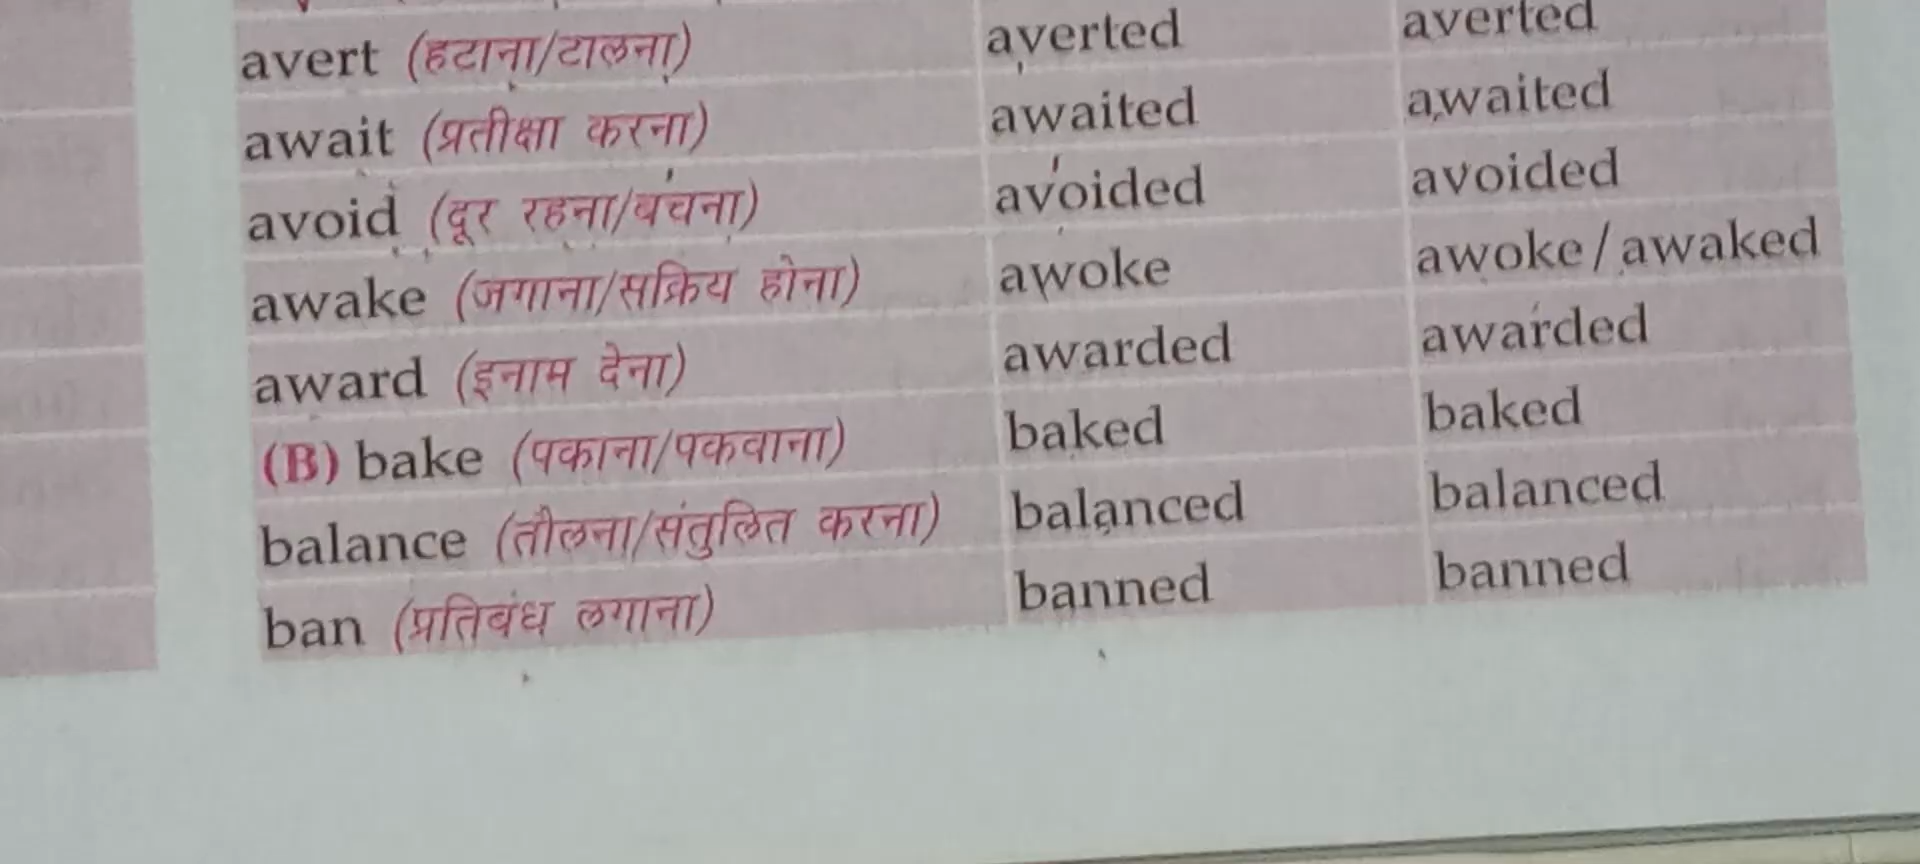 avert (हटाना/टालना) averted averted
await (प्रतीक्षा करना) awaited awaited
avoid (दूर रहना/बचना) avoided avoided
awake (जगाना/सक्रिय होना) awoke awoke/awaked
award (इनाम देना) awarded awarded
(B) bake (पकाना/पकवाना) baked baked
balance (तौलना/संतुलित करना) balanced balanced
ban (प्रतिबंध लगाना) banned banned